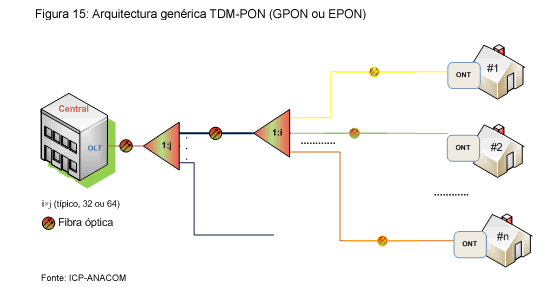 Figura 15: Arquitectura genérica TDM-PON (GPON ou EPON)
ONT
#1
Central
OLT
1:j
1:i
ONT
#2
............
............
i×j (típico, 32 ou 64)
Fibra óptica
ONT
#n
Fonte: ICP-ANACOM